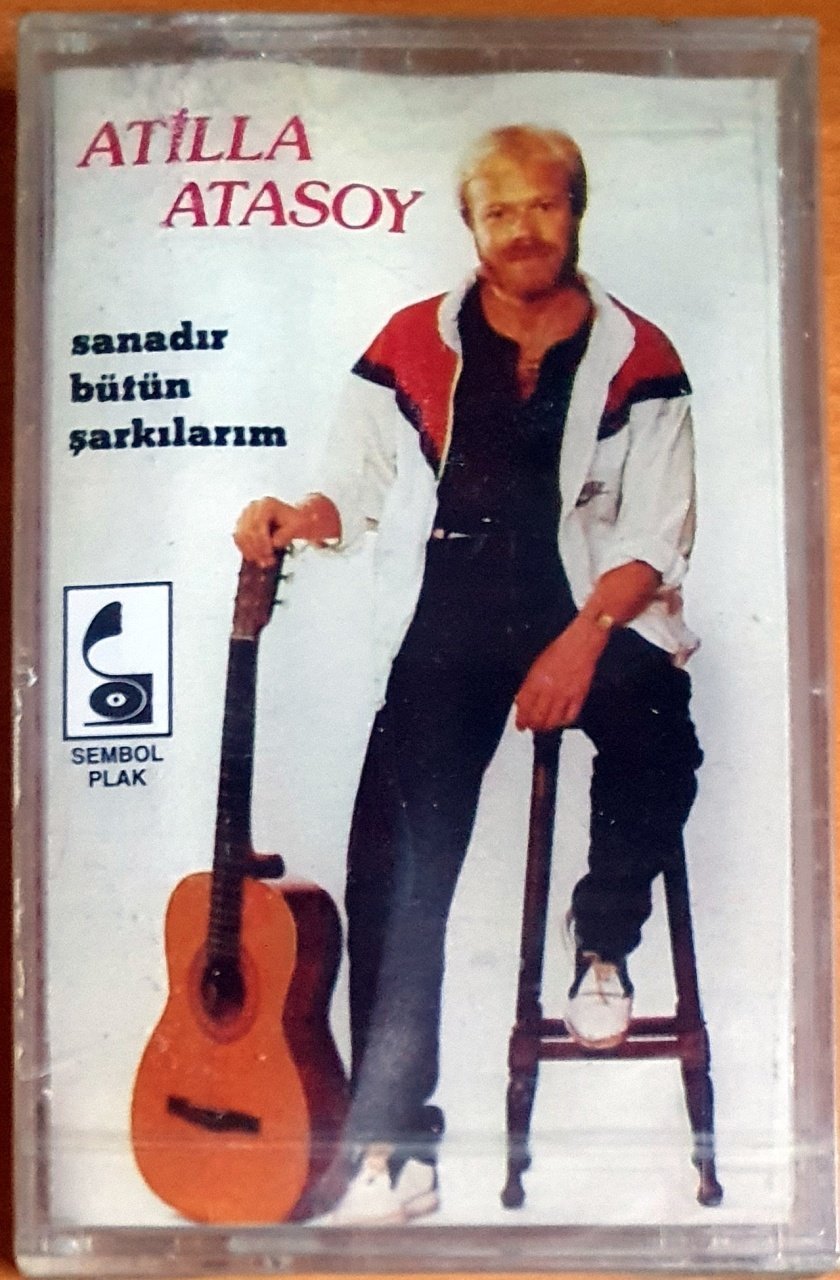 ATİLLA
ATASOY
sanadır
bütün
şarkılarım
SEMBOL
PLAK